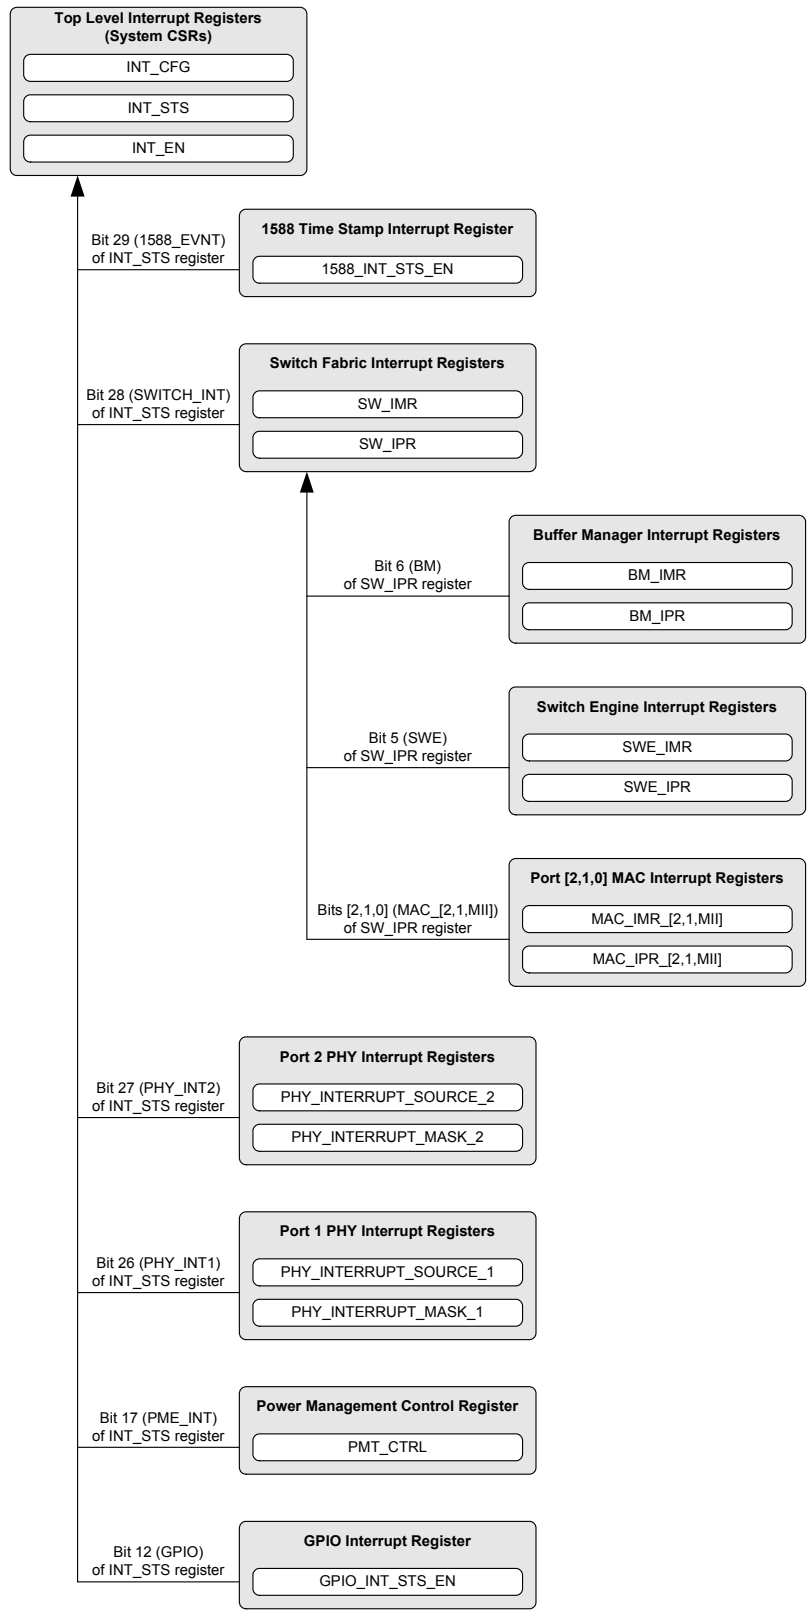 Top Level Interrupt Registers
(System CSRs)
INT_CFG
INT_STS
INT_EN
Bit 29 (1588_EVNT)
of INT_STS register
1588 Time Stamp Interrupt Register
1588_INT_STS_EN
Bit 28 (SWITCH_INT)
of INT_STS register
Switch Fabric Interrupt Registers
SW_IMR
SW_IPR
Bit 6 (BM)
of SW_IPR register
Buffer Manager Interrupt Registers
BM_IMR
BM_IPR
Bit 5 (SWE)
of SW_IPR register
Switch Engine Interrupt Registers
SWE_IMR
SWE_IPR
Bits [2,1,0] (MAC_[2,1,MII])
of SW_IPR register
Port [2,1,0] MAC Interrupt Registers
MAC_IMR_[2,1,MII]
MAC_IPR_[2,1,MII]
Bit 27 (PHY_INT2)
of INT_STS register
Port 2 PHY Interrupt Registers
PHY_INTERRUPT_SOURCE_2
PHY_INTERRUPT_MASK_2
Bit 26 (PHY_INT1)
of INT_STS register
Port 1 PHY Interrupt Registers
PHY_INTERRUPT_SOURCE_1
PHY_INTERRUPT_MASK_1
Bit 17 (PME_INT)
of INT_STS register
Power Management Control Register
PMT_CTRL
Bit 12 (GPIO)
of INT_STS register
GPIO Interrupt Register
GPIO_INT_STS_EN